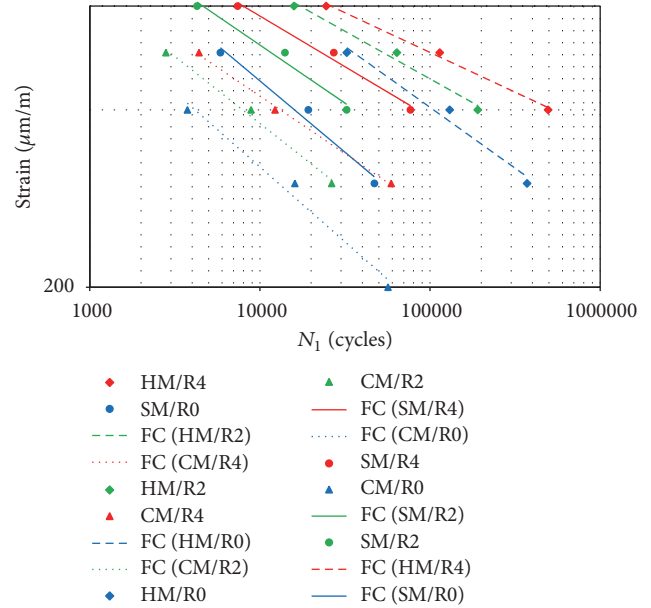 Strain (μm/m)
200
1000
10000
100000
1000000
N1 (cycles)
HM/R4
SM/R0
FC (HM/R2)
FC (CM/R4)
HM/R2
CM/R4
FC (HM/R0)
FC (CM/R2)
HM/R0
CM/R2
FC (SM/R4)
FC (CM/R0)
SM/R4
CM/R0
FC (SM/R2)
SM/R2
FC (HM/R4)
FC (SM/R0)